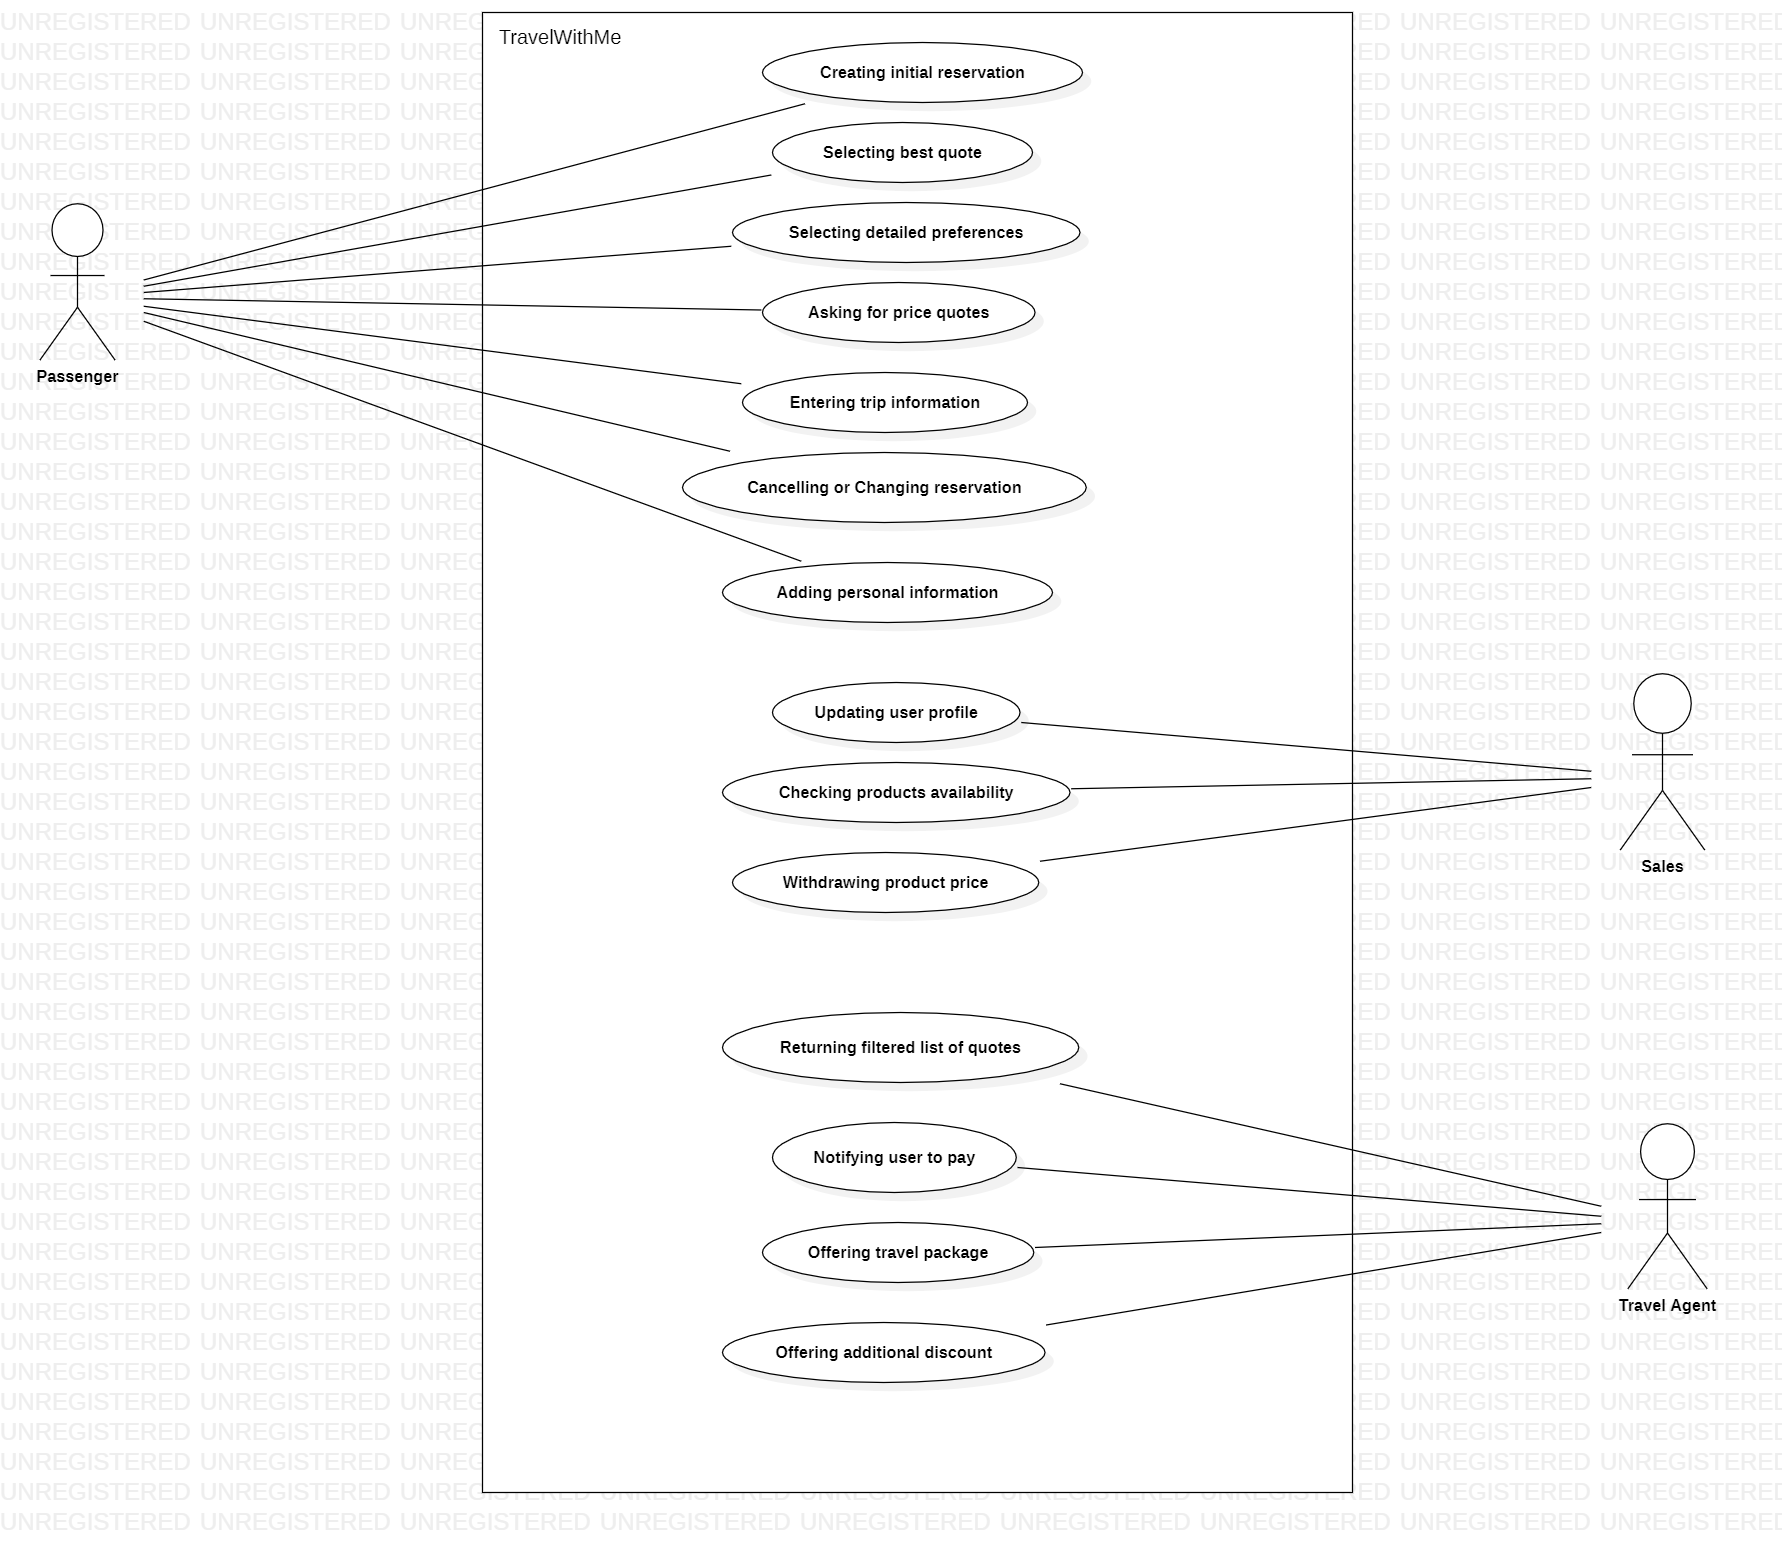 TravelWithMe
Creating initial reservation
Selecting best quote
Selecting detailed preferences
Asking for price quotes
Passenger
Entering trip information
Cancelling or Changing reservation
Adding personal information
Updating user profile
Checking products availability
Sales
Withdrawing product price
Returning filtered list of quotes
Notifying user to pay
Offering travel package
Travel Agent
Offering additional discount
UNREGISTERED UNREGISTERED UNREGISTERED UNREGISTERED UNREGISTERED UNREGISTERED UNREGISTERED UNREGISTERED UNREGISTERED